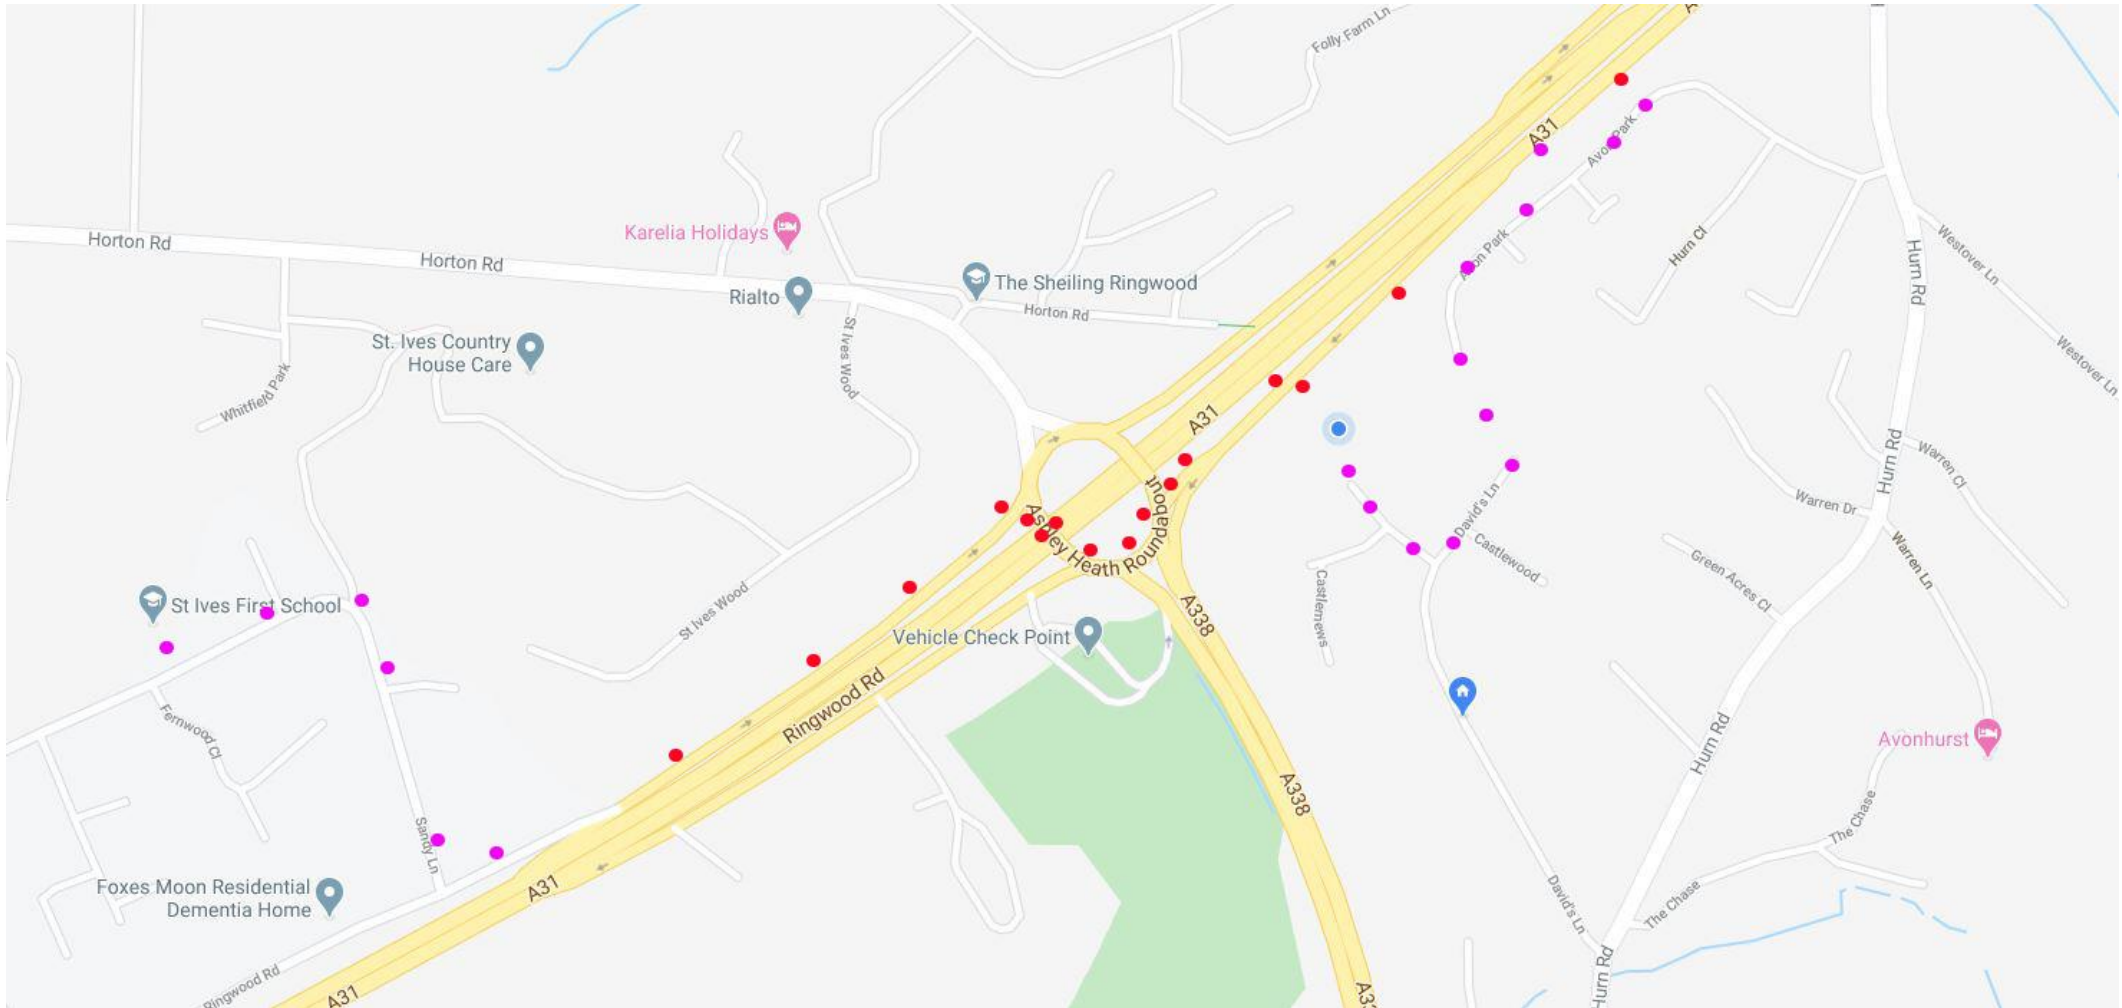 Folly Farm Ln
A31
Avon Park
Horton Rd
Horton Rd
Karelia Holidays
Rialto
The Sheiling Ringwood
Horton Rd
Avon Park
Hurn Cl
Hurn Rd
Westover Ln
Westover Ln
St. Ives Country
House Care
Whitfield Park
St Ives Wood
A31
Hurn Rd
Warren Cl
Warren Dr
Warren Ln
David's Ln
Castlewood
Castlemews
Green Acres Cl
Ashley Heath Roundabout
St Ives First School
St Ives Wood
Vehicle Check Point
A338
Ringwood Rd
Fernwood Cl
A338
Hurn Rd
Avonhurst
Sandy Ln
The Chase
The Chase
David's Ln
Foxes Moon Residential
Dementia Home
A31
Ringwood Rd
A31
Hurn Rd